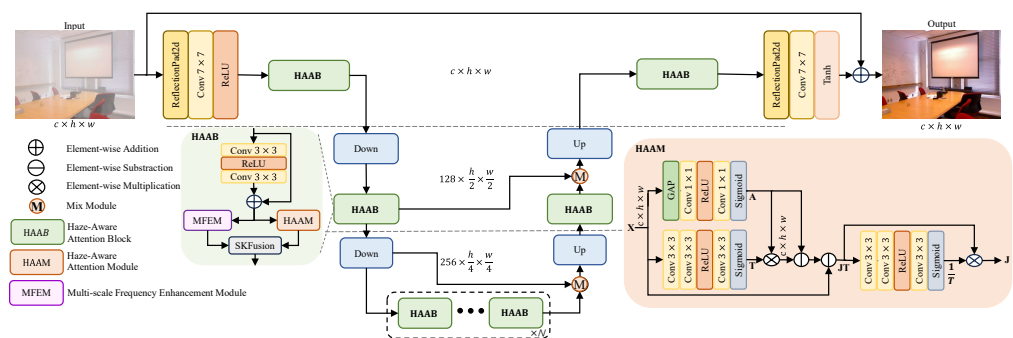 Input
c × h × w
ReflectionPad2d
Conv 7 × 7
ReLU
HAAB
c × h × w
HAAB
ReflectionPad2d
Conv 7 × 7
Tanh
Output
c × h × w
Element-wise Addition
Element-wise Substraction
Element-wise Multiplication
M Mix Module
HAAB Haze-Aware
Attention Block
HAAM Haze-Aware
Attention Module
MFEM Multi-scale Frequency Enhancement Module
HAAB
Conv 3 × 3
ReLU
Conv 3 × 3
MFEM
HAAM
SKFusion
Down
HAAB
128 × h/2 × w/2
Up
M
HAAB
Down
256 × h/4 × w/4
Up
M
HAAB
HAAB
×N
HAAM
X
c × h × w
GAP
Conv 1 × 1
ReLU
Conv 1 × 1
Sigmoid
A
c × h × w
Conv 3 × 3
Conv 3 × 3
ReLU
Conv 3 × 3
Sigmoid
T
JT
Conv 3 × 3
Conv 3 × 3
ReLU
Conv 3 × 3
Sigmoid
1/T
J